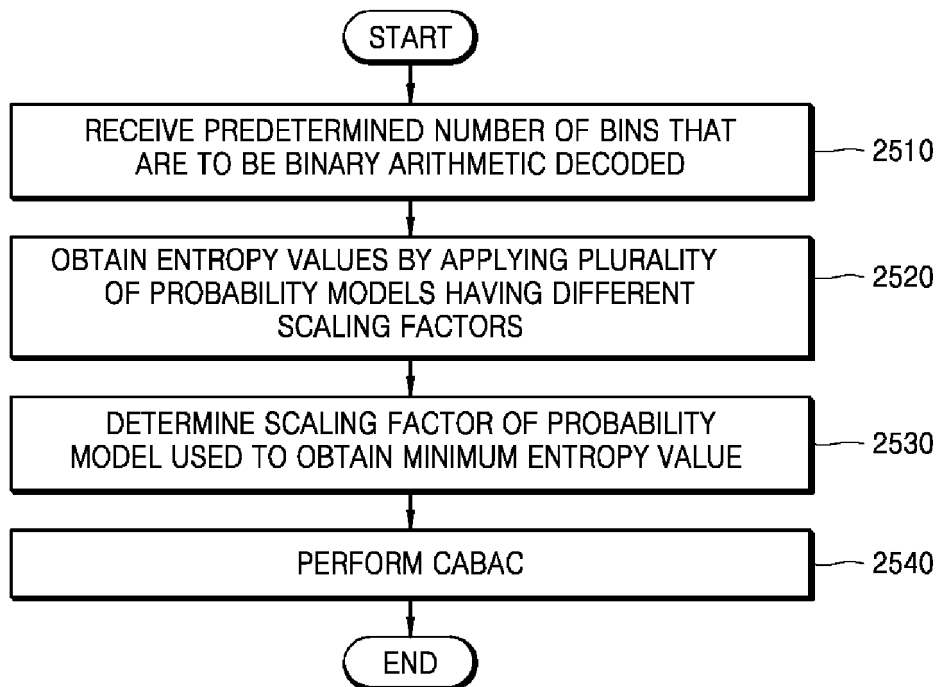 START
RECEIVE PREDETERMINED NUMBER OF BINS THAT
ARE TO BE BINARY ARITHMETIC DECODED
2510
OBTAIN ENTROPY VALUES BY APPLYING PLURALITY
OF PROBABILITY MODELS HAVING DIFFERENT
SCALING FACTORS
2520
DETERMINE SCALING FACTOR OF PROBABILITY
MODEL USED TO OBTAIN MINIMUM ENTROPY VALUE
2530
PERFORM CABAC
2540
END